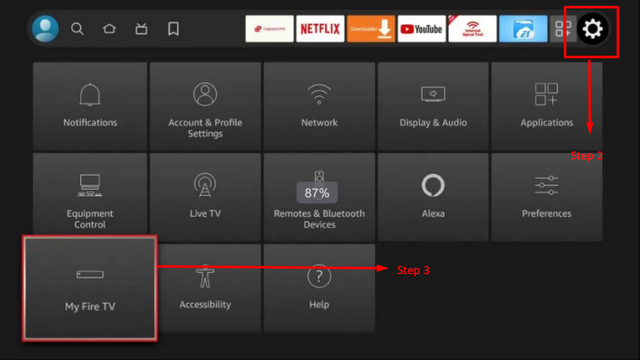 ExpressVPN
NETFLIX
Downloader
YouTube
Internet
Speed Test
Notifications
Account & Profile
Settings
Network
Display & Audio
Applications
Step 2
Equipment
Control
Live TV
87%
Remotes & Bluetooth
Devices
Alexa
Preferences
My Fire TV
Accessibility
Help
Step 3